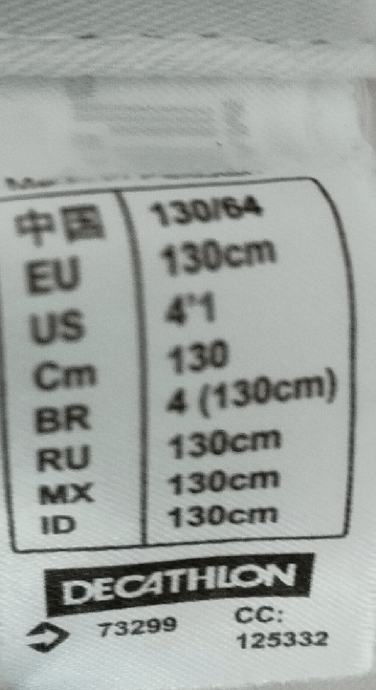 中国 130/64
EU 130cm
US 4'1
Cm 130
BR 4 (130cm)
RU 130cm
MX 130cm
ID 130cm
DECATHLON
73299 CC:
125332